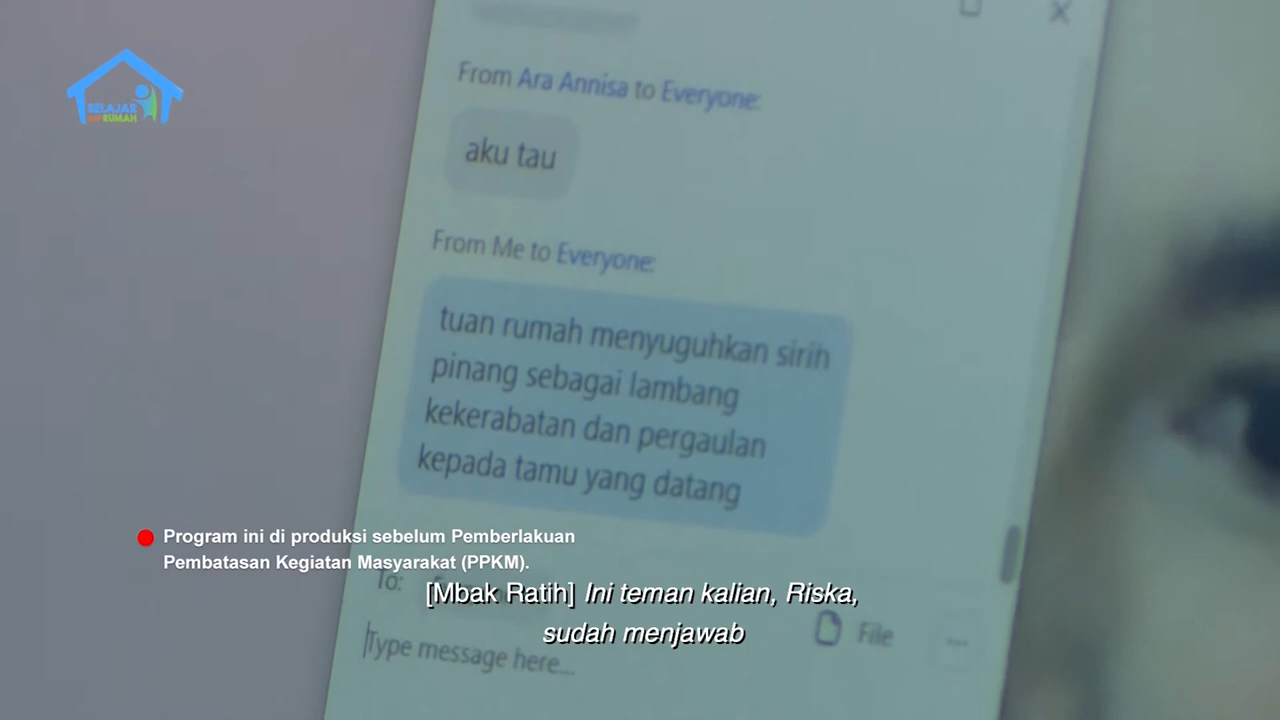 BELAJAR
DARI RUMAH
From Ara Annisa to Everyone:
aku tau
From Me to Everyone:
tuan rumah menyuguhkan sirih
pinang sebagai lambang
kekerabatan dan pergaulan
kepada tamu yang datang
Program ini di produksi sebelum Pemberlakuan
Pembatasan Kegiatan Masyarakat (PPKM).
To:
[Mbak Ratih] Ini teman kalian, Riska,
sudah menjawab
File
...
Type message here...